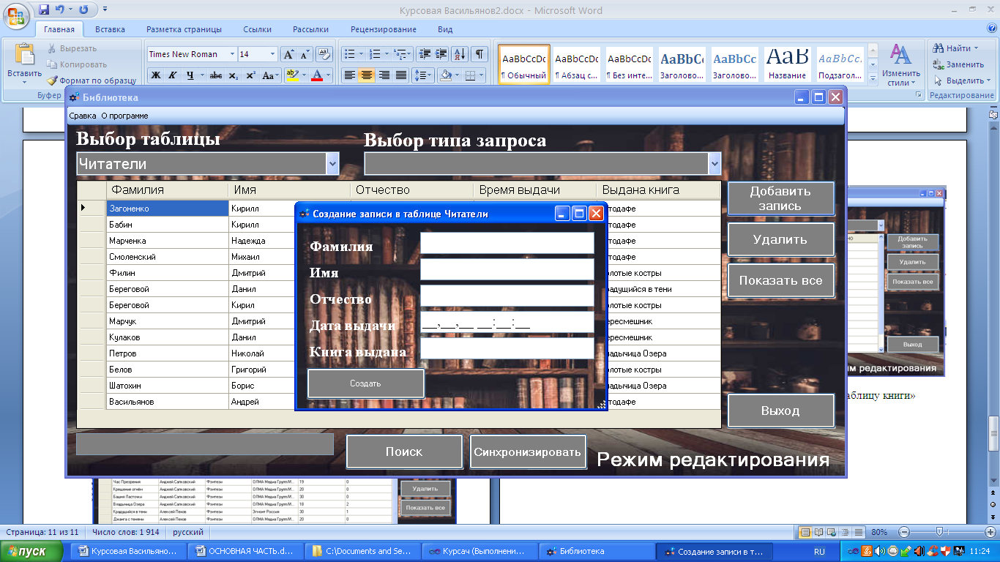 Курсовая Васильянов2.docx - Microsoft Word
Главная Вставка Разметка страницы Ссылки Рассылки Рецензирование Вид
Вставить
Вырезать
Копировать
Формат по образцу
Буфер
Times New Roman 14
Ж К Ч abc x₂ x² Aa
AaBbCcDc AaBbCcDc AaBbCcDc AaBbCc AaBbCc АаВ AaBbCc.
¶ Обычный ¶ Абзац с... ¶ Без инте... Заголово... Заголово... Название Подзагол...
Изменить стили
Найти
Заменить
Выделить
Редактирование
Библиотека
Сравка О программе
Выбор таблицы Выбор типа запроса
Читатели
Фамилия Имя Отчество Время выдачи Выдана книга
Загоненко Кирилл тодафе
Бабин Кирилл тодафе
Марченка Надежда тодафе
Смоленский Михаил тодафе
Филин Дмитрий лотые костры
Береговой Данил адущийся в тени
Береговой Кирил лотые костры
Марчук Дмитрий ересмешник
Кулаков Данил ересмешник
Петров Николай адычица Озера
Белов Григорий лотые костры
Шатохин Борис адычица Озера
Васильянов Андрей тодафе
Добавить запись
Удалить
Показать все
Выход
Поиск Синхронизировать
Режим редактирования
Создание записи в таблице Читатели
Фамилия
Имя
Отчество
Дата выдачи __,__,__ __:__:__
Книга выдана
Создать
Добавить запись
Удалить
Показать все
Выход
м редактирования
аблицу книги»
Час Презрения Анджей Сапковский Фэнтези ОЛМА Медиа Групп/И... 19 0
Крещение огнём Анджей Сапковский Фэнтези ОЛМА Медиа Групп/И... 20 0
Башня Ласточки Анджей Сапковский Фэнтези ОЛМА Медиа Групп/И... 30 0
Владычица Озера Анджей Сапковский Фэнтези ОЛМА Медиа Групп/И... 18 2
Крадущийся в тени Алексей Пехов Фэнтези Эгмонт Россия 30 1
Джанга с тенями Алексей Пехов Фэнтези ОЛМА Медиа Групп/И... 20 0
Удалить
Показать все
Страница: 11 из 11 Число слов: 1 914 русский 80%
пуск Курсовая Васильяно... ОСНОВНАЯ ЧАСТЬ.d... C:\Documents and Se... Курсач (Выполнени... Библиотека Создание записи в т... RU 11:24